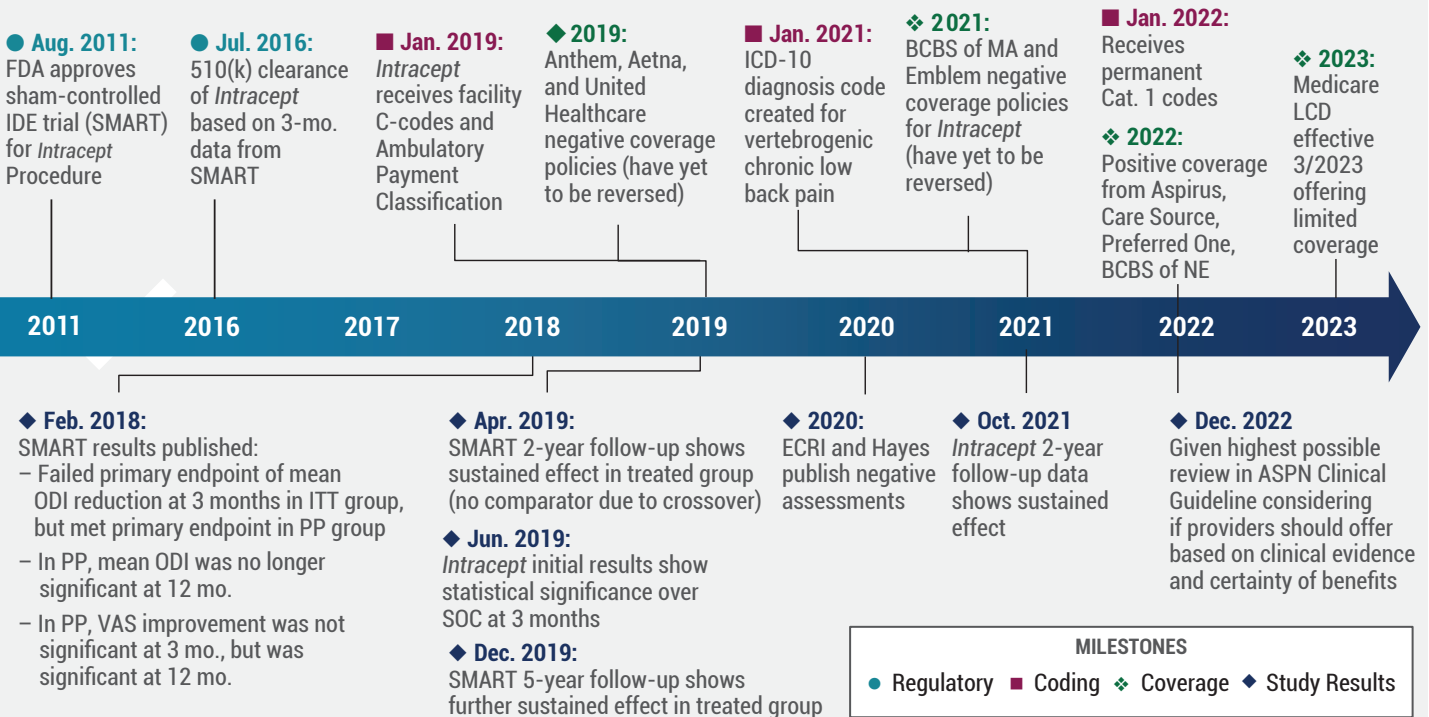 ● Aug. 2011:
FDA approves
sham-controlled
IDE trial (SMART)
for Intracept
Procedure
● Jul. 2016:
510(k) clearance
of Intracept
based on 3-mo.
data from
SMART
■ Jan. 2019:
Intracept
receives facility
C-codes and
Ambulatory
Payment
Classification
◆ 2019:
Anthem, Aetna,
and United
Healthcare
negative coverage
policies (have yet
to be reversed)
■ Jan. 2021:
ICD-10
diagnosis code
created for
vertebrogenic
chronic low
back pain
❖ 2021:
BCBS of MA and
Emblem negative
coverage policies
for Intracept
(have yet to be
reversed)
■ Jan. 2022:
Receives
permanent
Cat. 1 codes
❖ 2022:
Positive coverage
from Aspirus,
Care Source,
Preferred One,
BCBS of NE
❖ 2023:
Medicare
LCD
effective
3/2023
offering
limited
coverage
2011 2016 2017 2018 2019 2020 2021 2022 2023
◆ Feb. 2018:
SMART results published:
– Failed primary endpoint of mean
ODI reduction at 3 months in ITT group,
but met primary endpoint in PP group
– In PP, mean ODI was no longer
significant at 12 mo.
– In PP, VAS improvement was not
significant at 3 mo., but was
significant at 12 mo.
◆ Apr. 2019:
SMART 2-year follow-up shows
sustained effect in treated group
(no comparator due to crossover)
◆ Jun. 2019:
Intracept initial results show
statistical significance over
SOC at 3 months
◆ Dec. 2019:
SMART 5-year follow-up shows
further sustained effect in treated group
◆ 2020:
ECRI and Hayes
publish negative
assessments
◆ Oct. 2021
Intracept 2-year
follow-up data
shows sustained
effect
◆ Dec. 2022
Given highest possible
review in ASPN Clinical
Guideline considering
if providers should offer
based on clinical evidence
and certainty of benefits
MILESTONES
● Regulatory ■ Coding ❖ Coverage ◆ Study Results